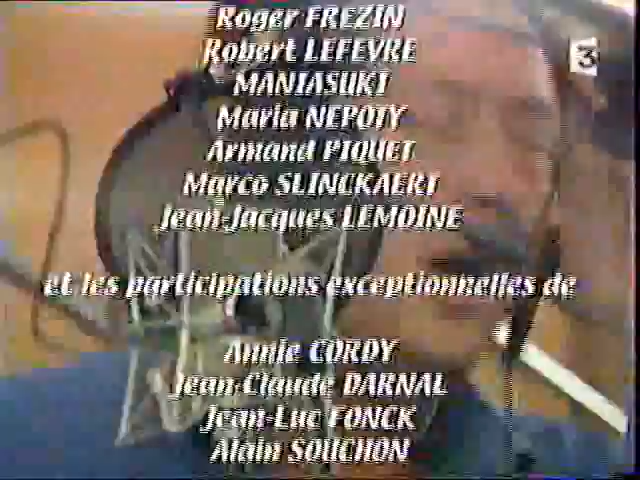 Roger FREZIN
Robert LEFEVRE
MANIASUKI
Maria NEPOTY
Armand PIQUET
Marco SLINCKAERT
Jean-Jacques LEMOINE
et les participations exceptionnelles de
Annie CORDY
Jean-Claude DARNAL
Jean-Luc FONCK
Alain SOUCHON
3